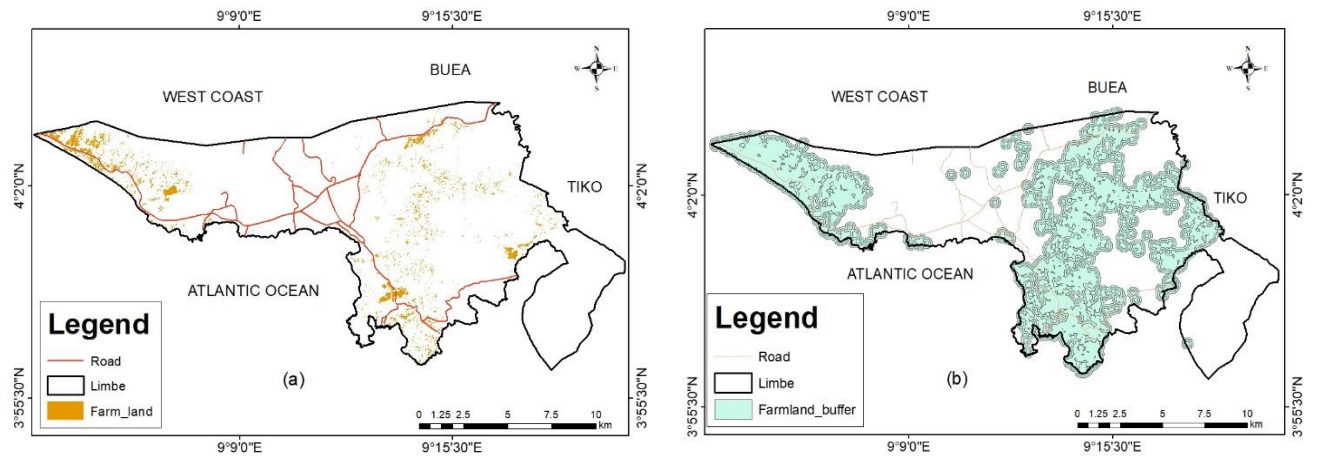 9°9'0"E 9°15'30"E
N
W E
S
BUEA
WEST COAST
4°2'0"N
4°2'0"N
TIKO
ATLANTIC OCEAN
Legend
Road
Limbe
Farm_land
(a)
0 1.25 2.5 5 7.5 10
km
3°55'30"N
3°55'30"N
9°9'0"E 9°15'30"E
9°9'0"E 9°15'30"E
N
W E
S
BUEA
WEST COAST
4°2'0"N
4°2'0"N
TIKO
ATLANTIC OCEAN
Legend
Road
Limbe
Farmland_buffer
(b)
0 1.25 2.5 5 7.5 10
km
3°55'30"N
3°55'30"N
9°9'0"E 9°15'30"E